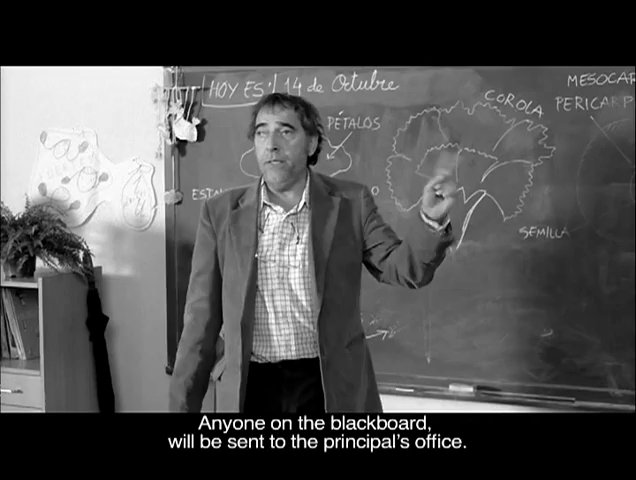 HOY ES 14 de Octubre
MESOCAR
COROLA
PERICARP
PÉTALOS
ESTA
O
SEMILLA
Anyone on the blackboard,
will be sent to the principal's office.